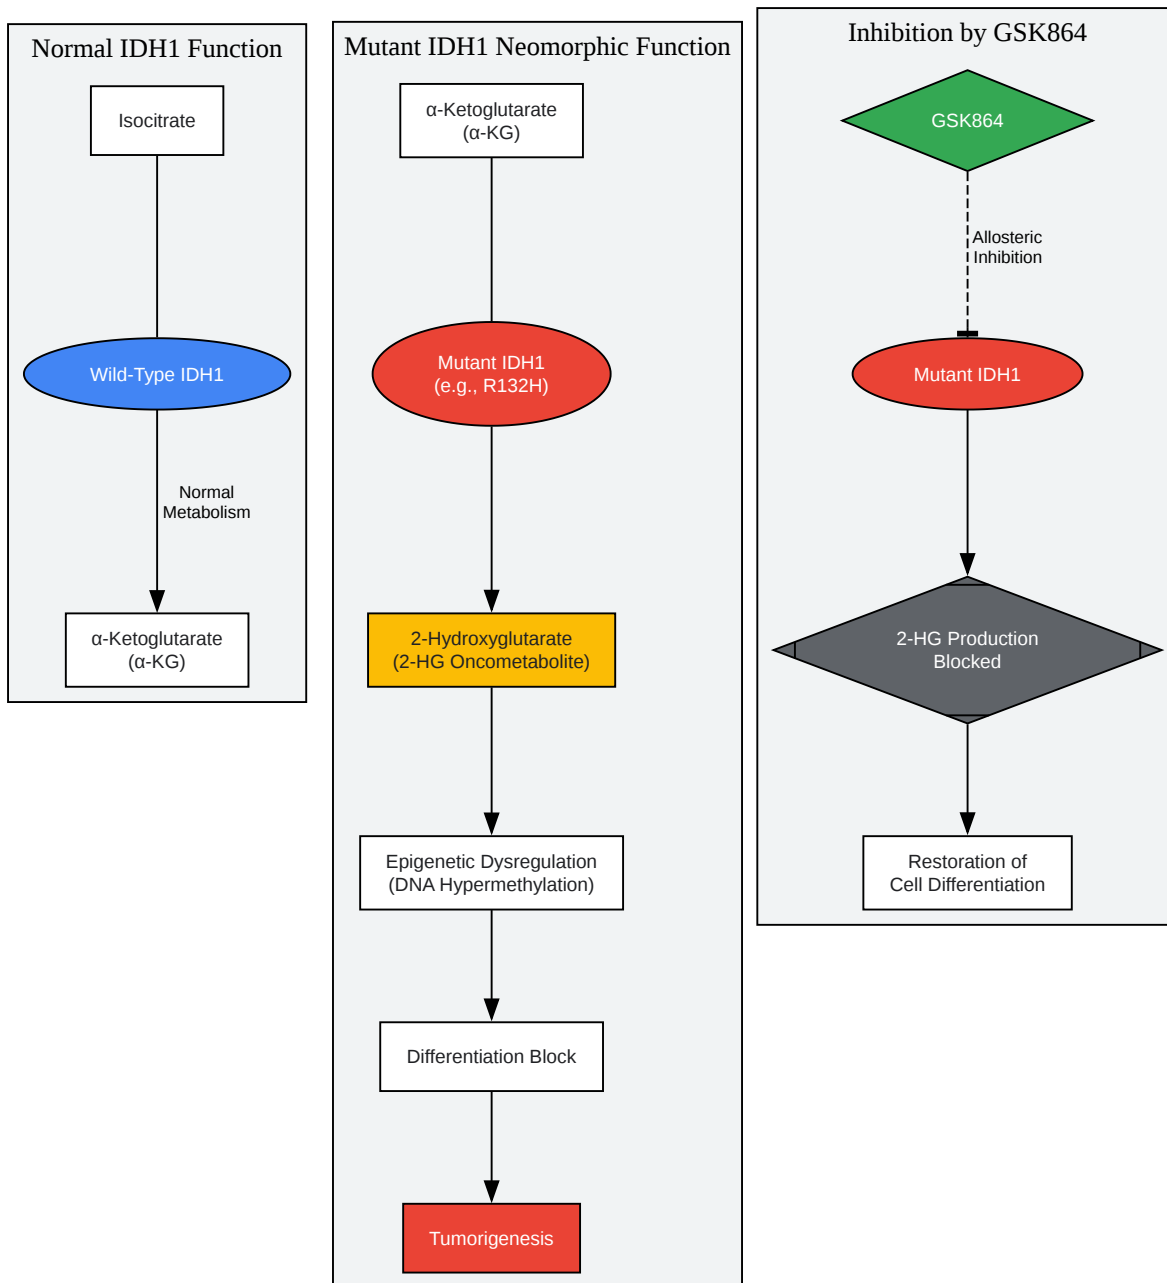 Normal IDH1 Function
Isocitrate
Wild-Type IDH1
Normal
Metabolism
α-Ketoglutarate
(α-KG)
Mutant IDH1 Neomorphic Function
α-Ketoglutarate
(α-KG)
Mutant IDH1
(e.g., R132H)
2-Hydroxyglutarate
(2-HG Oncometabolite)
Epigenetic Dysregulation
(DNA Hypermethylation)
Differentiation Block
Tumorigenesis
Inhibition by GSK864
GSK864
Allosteric
Inhibition
Mutant IDH1
2-HG Production
Blocked
Restoration of
Cell Differentiation